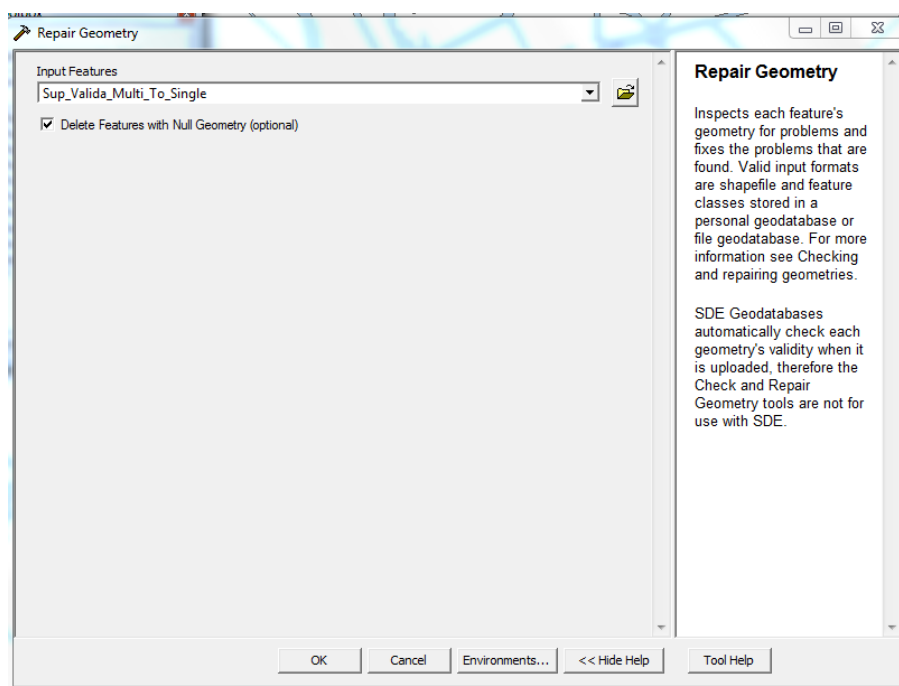 Repair Geometry
Input Features
Sup_Valida_Multi_To_Single
Delete Features with Null Geometry (optional)
Repair Geometry
Inspects each feature's
geometry for problems and
fixes the problems that are
found. Valid input formats
are shapefile and feature
classes stored in a
personal geodatabase or
file geodatabase. For more
information see Checking
and repairing geometries.
SDE Geodatabases
automatically check each
geometry's validity when it
is uploaded, therefore the
Check and Repair
Geometry tools are not for
use with SDE.
OK
Cancel
Environments...
<< Hide Help
Tool Help